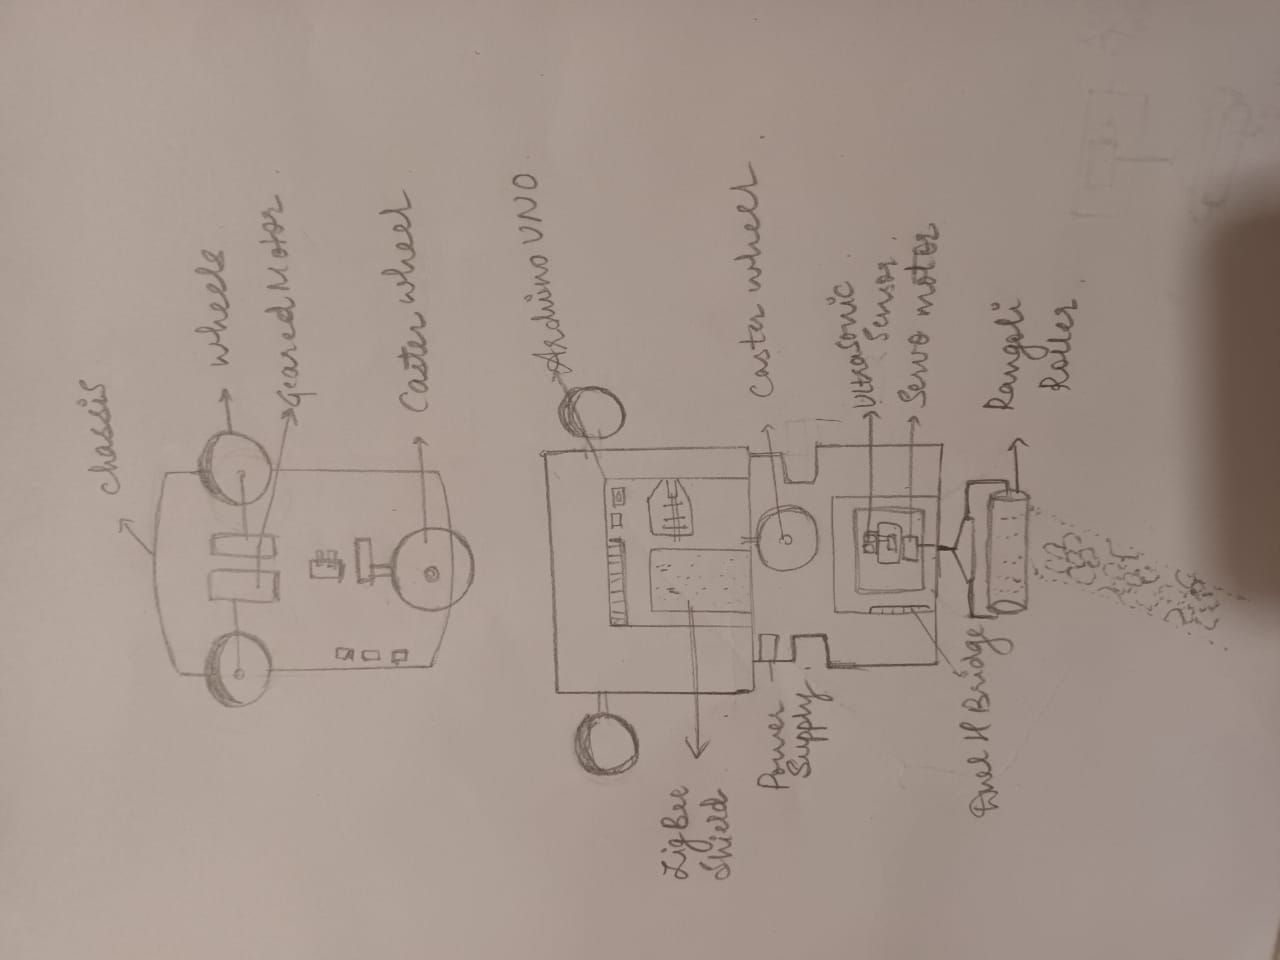 Chassis
wheels
Geared Motor
Caster wheel
Arduino UNO
Caster wheel
Ultrasonic
Sensor
Servo motor
Rangoli
Roller
ZigBee
Shield
Power
Supply
Duel H Bridge